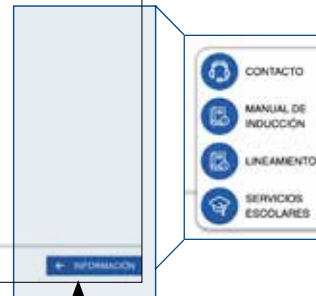 CONTACTO
MANUAL DE
INDUCCIÓN
LINEAMIENTO
SERVICIOS
ESCOLARES
← INFORMACIÓN